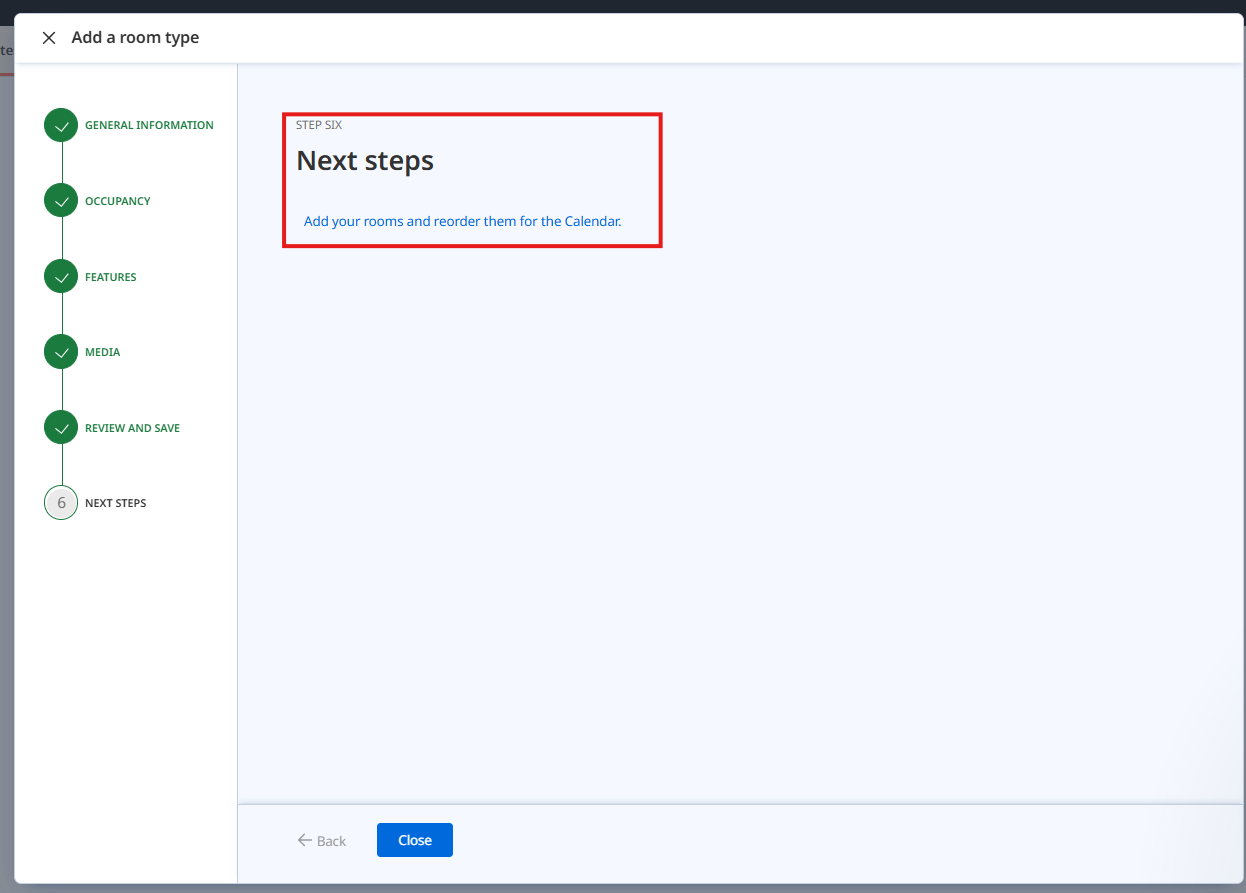 Add a room type
te
GENERAL INFORMATION
OCCUPANCY
FEATURES
MEDIA
REVIEW AND SAVE
6 NEXT STEPS
STEP SIX
Next steps
Add your rooms and reorder them for the Calendar.
Back
Close